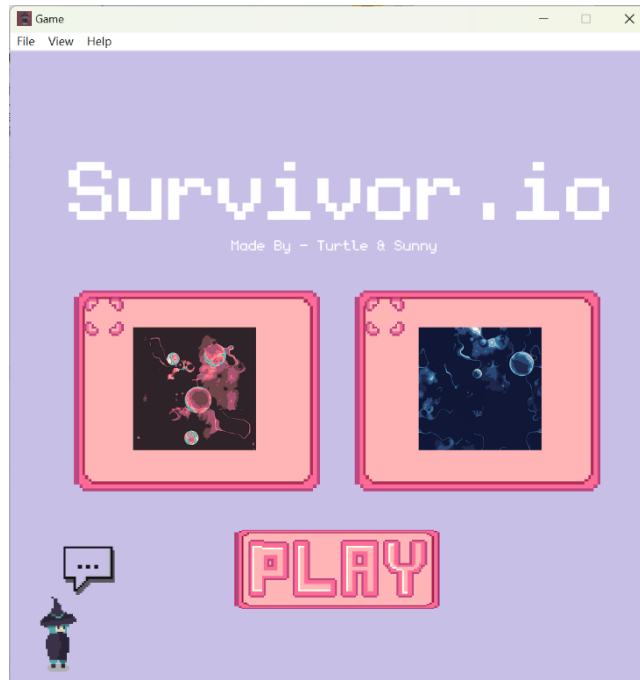 Game
File View Help
Survivor.io
Made By - Turtle & Sunny
...
PLAY